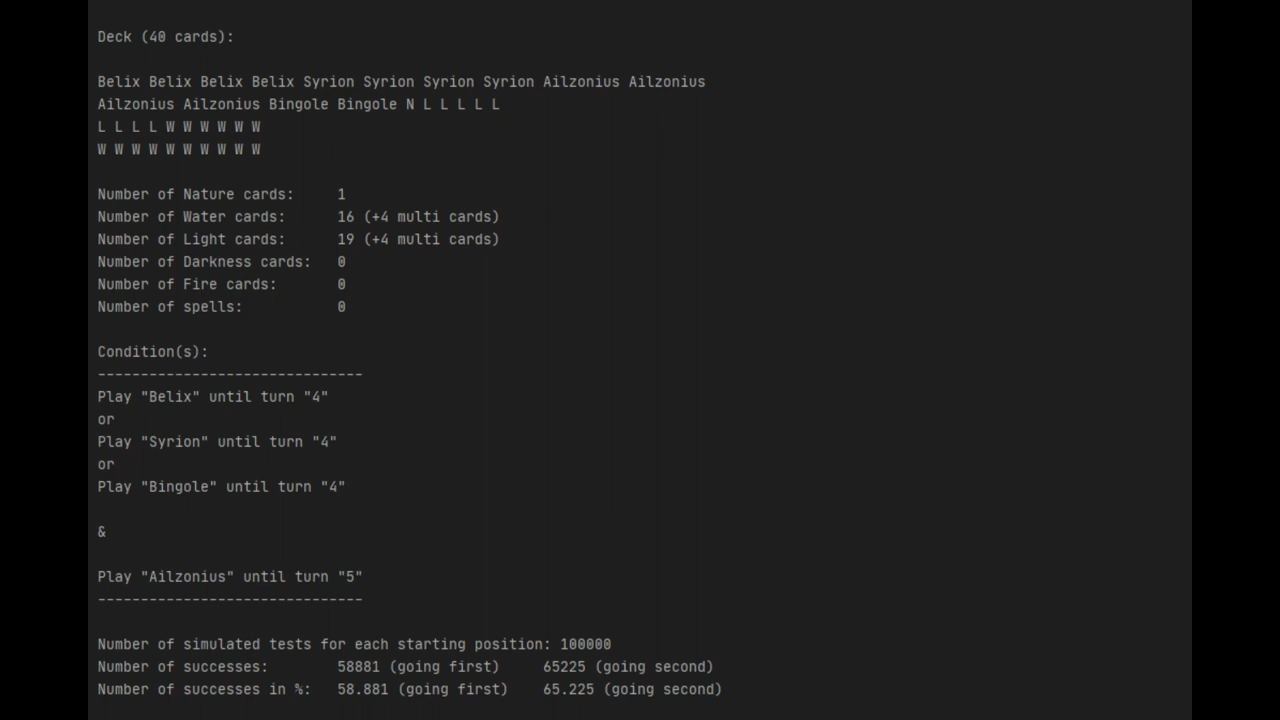 Deck (40 cards):
Belix Belix Belix Belix Syrion Syrion Syrion Syrion Ailzonius Ailzonius
Ailzonius Ailzonius Bingole Bingole N L L L L L
L L L L W W W W W W
W W W W W W W W W W
Number of Nature cards: 1
Number of Water cards: 16 (+4 multi cards)
Number of Light cards: 19 (+4 multi cards)
Number of Darkness cards: 0
Number of Fire cards: 0
Number of spells: 0
Condition(s):
-------------------------------
Play "Belix" until turn "4"
or
Play "Syrion" until turn "4"
or
Play "Bingole" until turn "4"
&
Play "Ailzonius" until turn "5"
-------------------------------
Number of simulated tests for each starting position: 100000
Number of successes: 58881 (going first) 65225 (going second)
Number of successes in %: 58.881 (going first) 65.225 (going second)